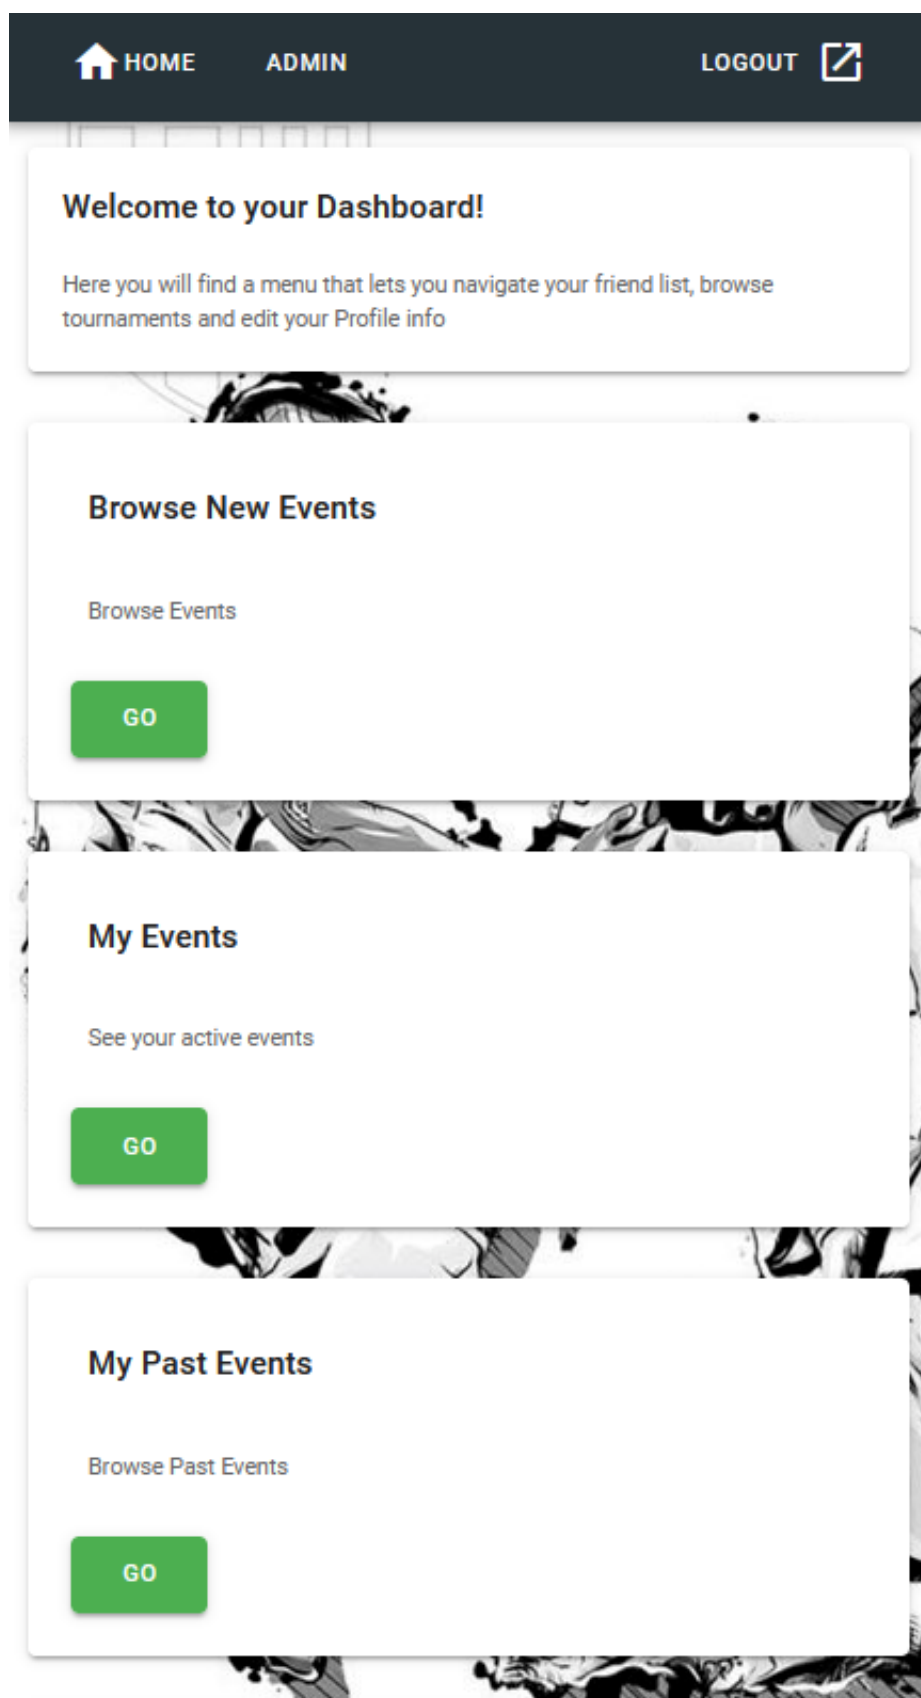 HOME ADMIN LOGOUT
Welcome to your Dashboard!
Here you will find a menu that lets you navigate your friend list, browse
tournaments and edit your Profile info
Browse New Events
Browse Events
GO
My Events
See your active events
GO
My Past Events
Browse Past Events
GO